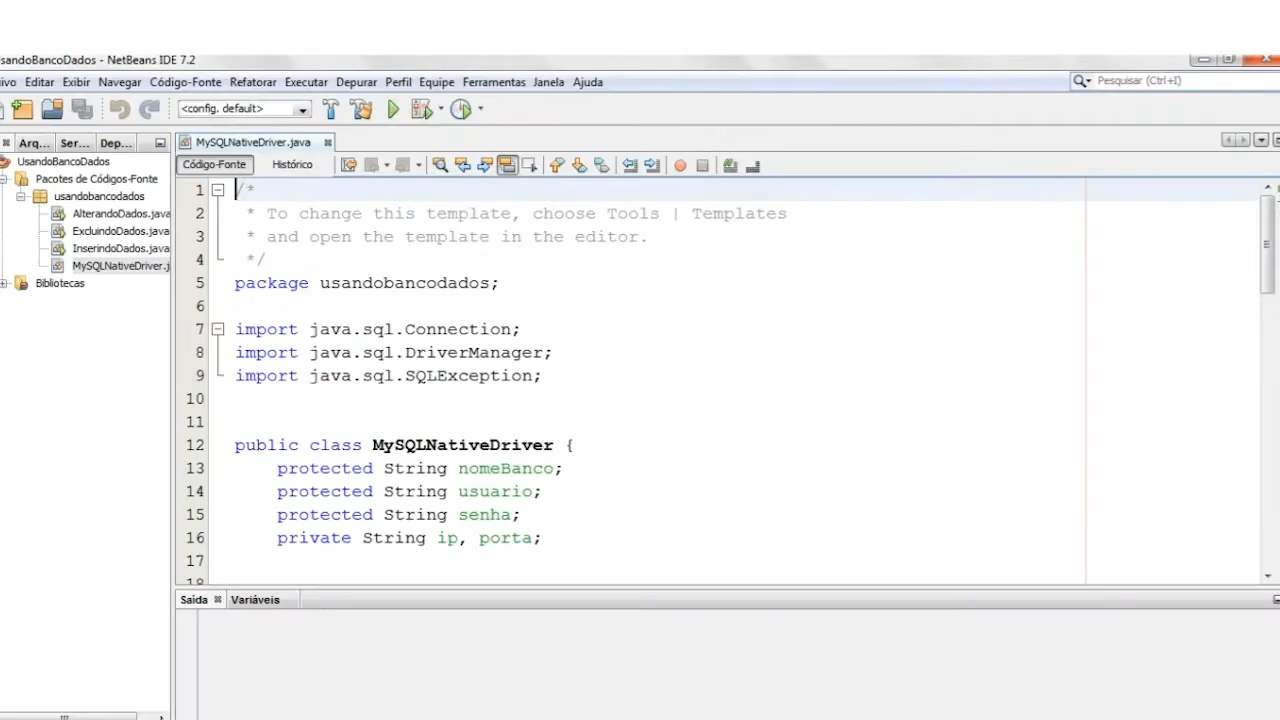 sandoBancoDados - NetBeans IDE 7.2
ivo Editar Exibir Navegar Código-Fonte Refatorar Executar Depurar Perfil Equipe Ferramentas Janela Ajuda
Pesquisar (Ctrl+I)
<config. default>
Arq... Ser... Dep...
MySQLNativeDriver.java
UsandoBancoDados
Pacotes de Códigos-Fonte
usandobancodados
AlterandoDados.java
ExcluindoDados.java
InserindoDados.java
MySQLNativeDriver.j
Bibliotecas
Código-Fonte Histórico
1 /*
2 * To change this template, choose Tools | Templates
3 * and open the template in the editor.
4 */
5 package usandobancodados;
6
7 import java.sql.Connection;
8 import java.sql.DriverManager;
9 import java.sql.SQLException;
10
11
12 public class MySQLNativeDriver {
13 protected String nomeBanco;
14 protected String usuario;
15 protected String senha;
16 private String ip, porta;
17
18
Saída Variáveis